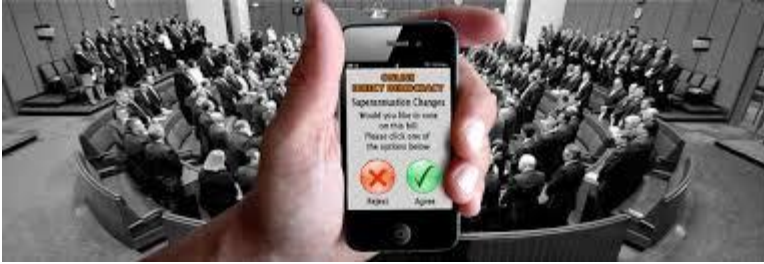 ONLINE
DIRECT DEMOCRACY
Superannuation Changes
Would you like to vote
on this bill
Please click one of
the options below
Reject Agree